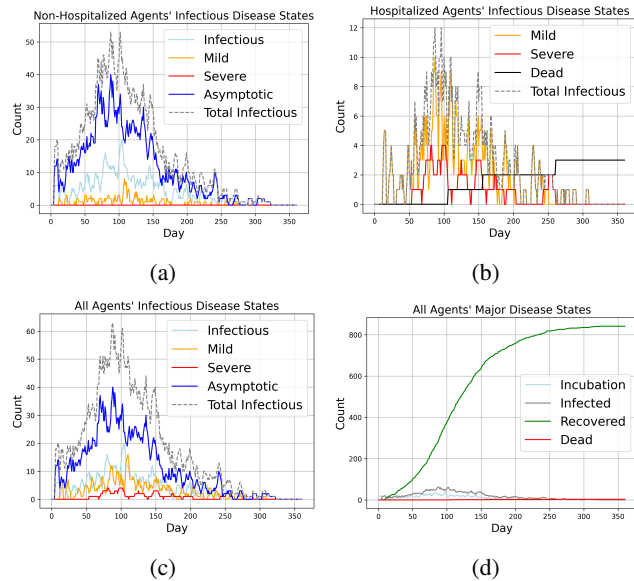 Non-Hospitalized Agents' Infectious Disease States
Count
50
40
30
20
10
0
Infectious
Mild
Severe
Asymptotic
Total Infectious
0 50 100 150 200 250 300 350
Day
(a)
Hospitalized Agents' Infectious Disease States
Count
12
10
8
6
4
2
0
Mild
Severe
Dead
Total Infectious
0 50 100 150 200 250 300 350
Day
(b)
All Agents' Infectious Disease States
Count
60
50
40
30
20
10
0
Infectious
Mild
Severe
Asymptotic
Total Infectious
0 50 100 150 200 250 300 350
Day
(c)
All Agents' Major Disease States
Count
800
600
400
200
0
Incubation
Infected
Recovered
Dead
0 50 100 150 200 250 300 350
Day
(d)